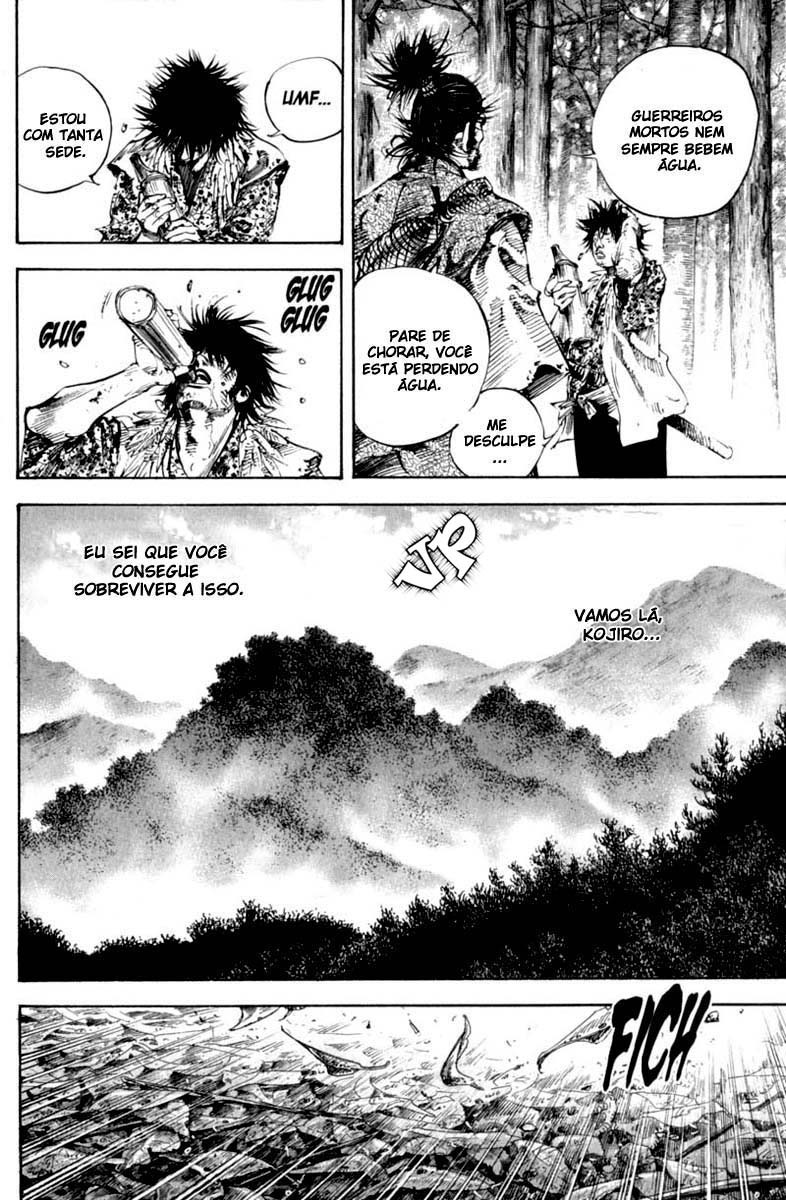 GUERREIROS
MORTOS NEM
SEMPRE BEBEM
ÁGUA.
PARE DE
CHORAR, VOCÊ
ESTÁ PERDENDO
ÁGUA.
ME
DESCULPE
...
UMF...
ESTOU
COM TANTA
SEDE.
GLUG
GLUG
GLUG
VP
VAMOS LÁ,
KOJIRO...
EU SEI QUE VOCÊ
CONSEGUE
SOBREVIVER A ISSO.
FICH